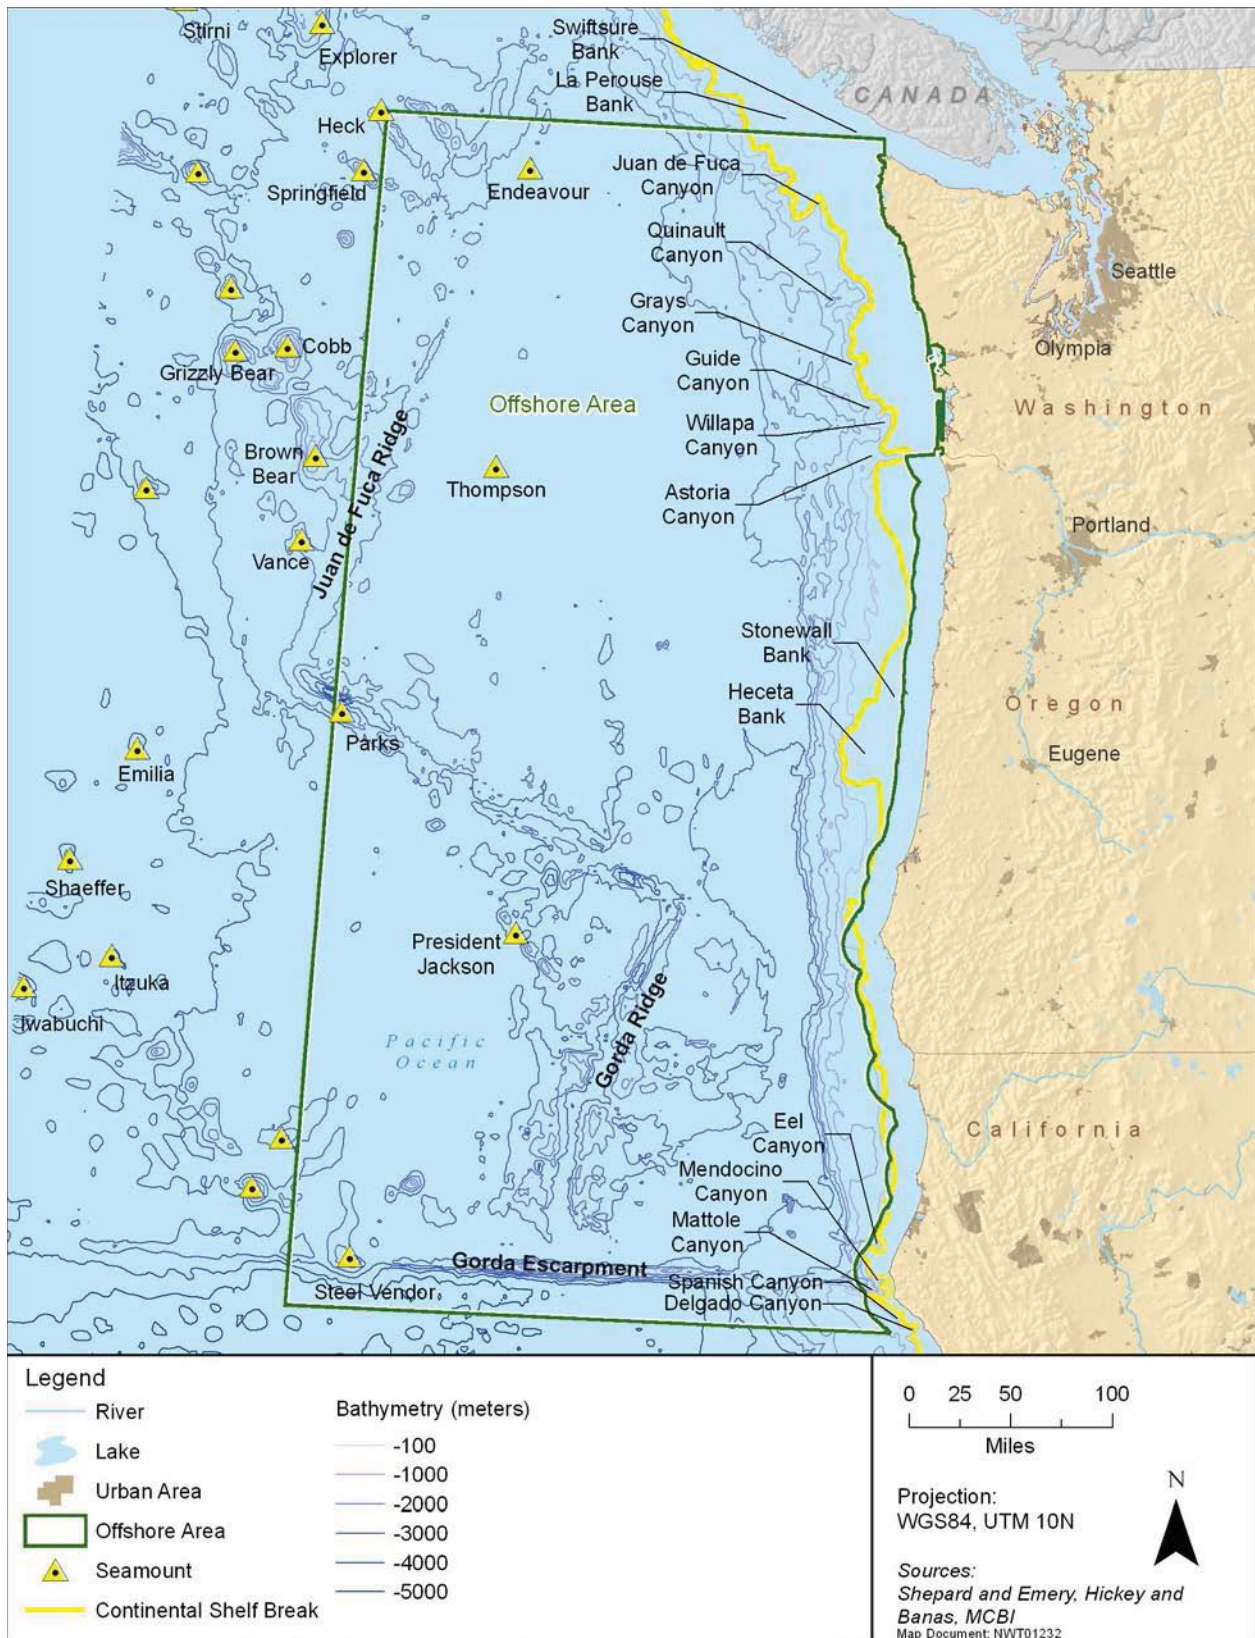 Stirni
Explorer
Swiftsure
Bank
La Perouse
Bank
CANADA
Heck
Springfield
Endeavour
Juan de Fuca
Canyon
Quinault
Canyon
Seattle
Grays
Canyon
Olympia
Cobb
Grizzly Bear
Guide
Canyon
Offshore Area
Washington
Willapa
Canyon
Brown
Bear
Juan de Fuca Ridge
Thompson
Astoria
Canyon
Portland
Vance
Stonewall
Bank
Heceta
Bank
Oregon
Parks
Eugene
Emilia
Shaeffer
President
Jackson
Itzuka
Iwabuchi
Gorda Ridge
Pacific
Ocean
Eel
Canyon
California
Mendocino
Canyon
Mattole
Canyon
Gorda Escarpment
Spanish Canyon
Steel Vendor
Delgado Canyon
Legend
River
Lake
Urban Area
Offshore Area
Seamount
Continental Shelf Break
Bathymetry (meters)
-100
-1000
-2000
-3000
-4000
-5000
0 25 50 100
Miles
N
Projection:
WGS84, UTM 10N
Sources:
Shepard and Emery, Hickey and
Banas, MCBI
Map Document: NWT01232